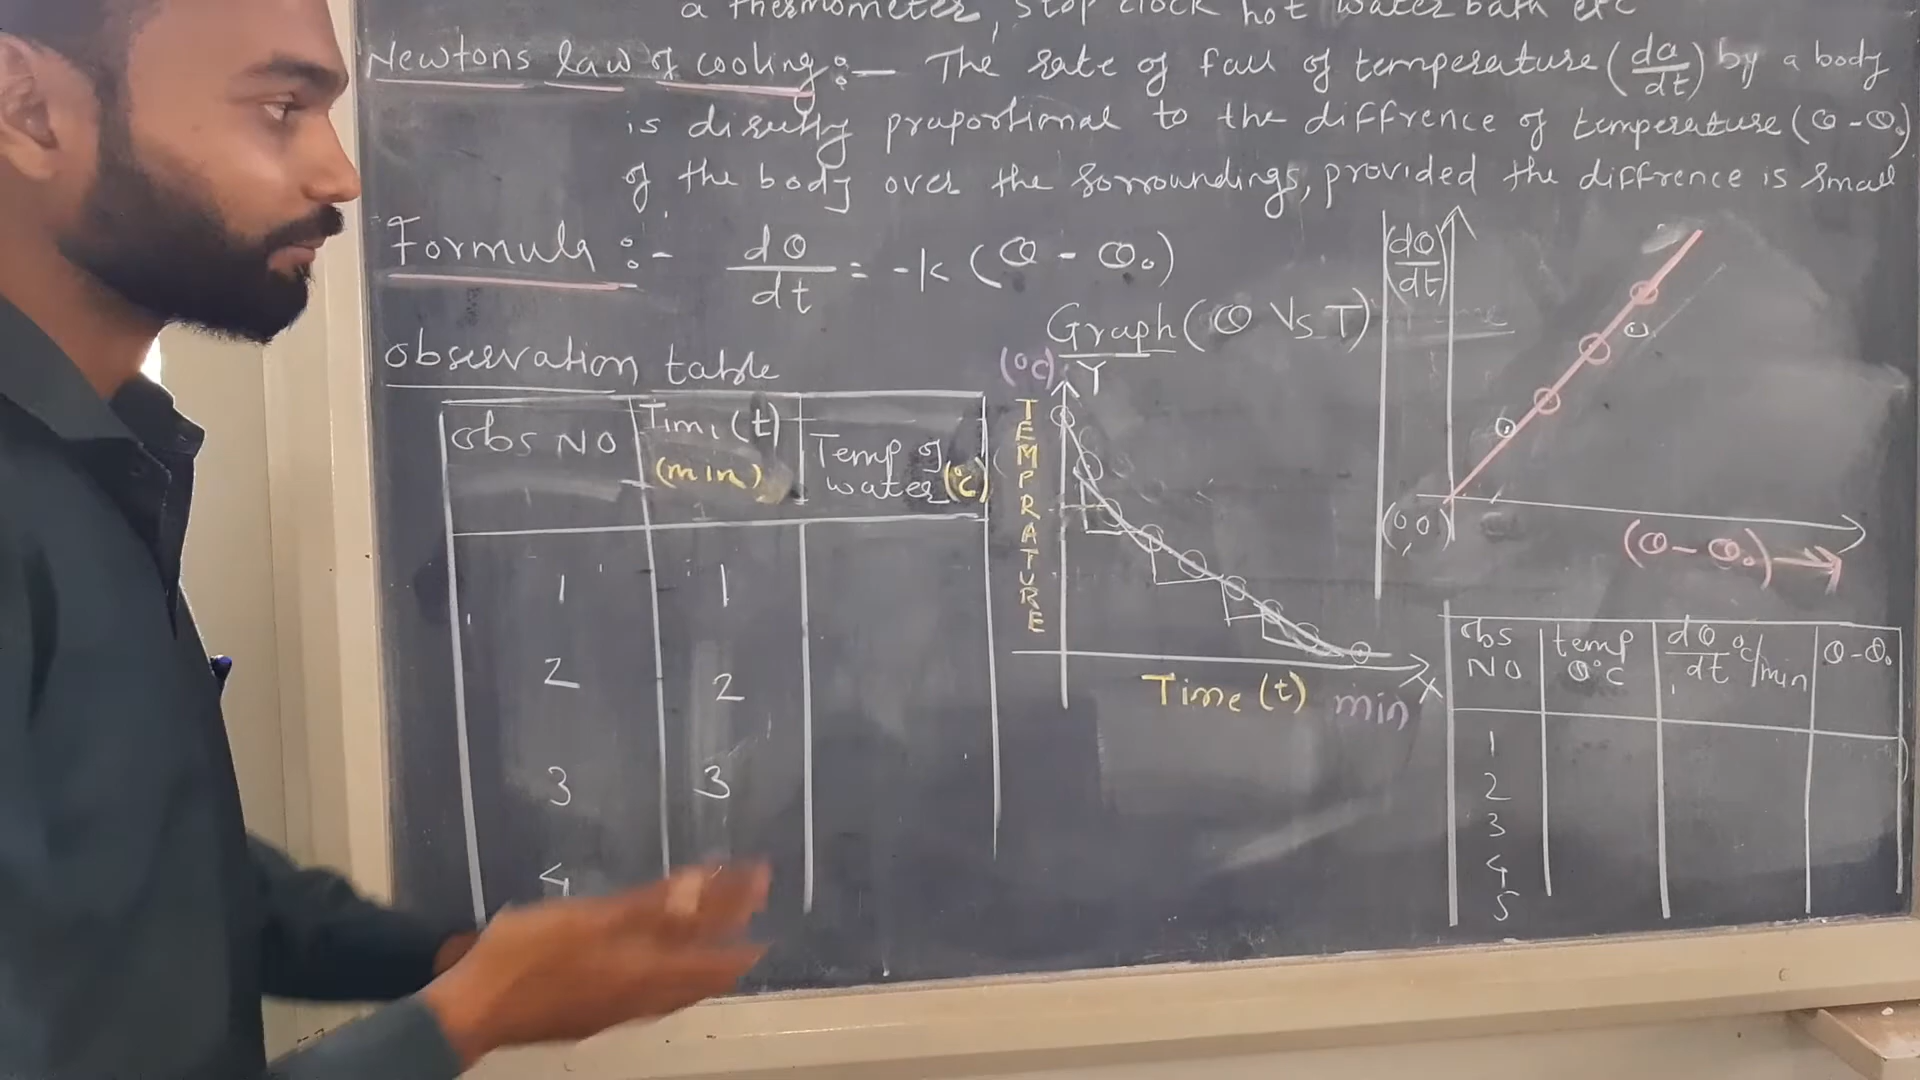 a thermometer, stop clock hot water bath etc
Newtons law of cooling :— The rate of fall of temperature (dθ/dt) by a body
is directly praportional to the diffrence of temperature (θ - θ₀)
of the body over the sorroundings, provided the diffrence is small
Formula :- dθ/dt = -k (θ - θ₀)
observation table
obs NO Time (t) (min) Temp of water (°c)
1 1
2 2
3 3
4
Graph (θ Vs T)
(°c) Y
TEMPRATURE
Time (t) min X
|dθ/dt|
(0,0)
(θ - θ₀) →
obs NO temp θ°c dθ/dt °c/min θ-θ₀
1
2
3
4
5